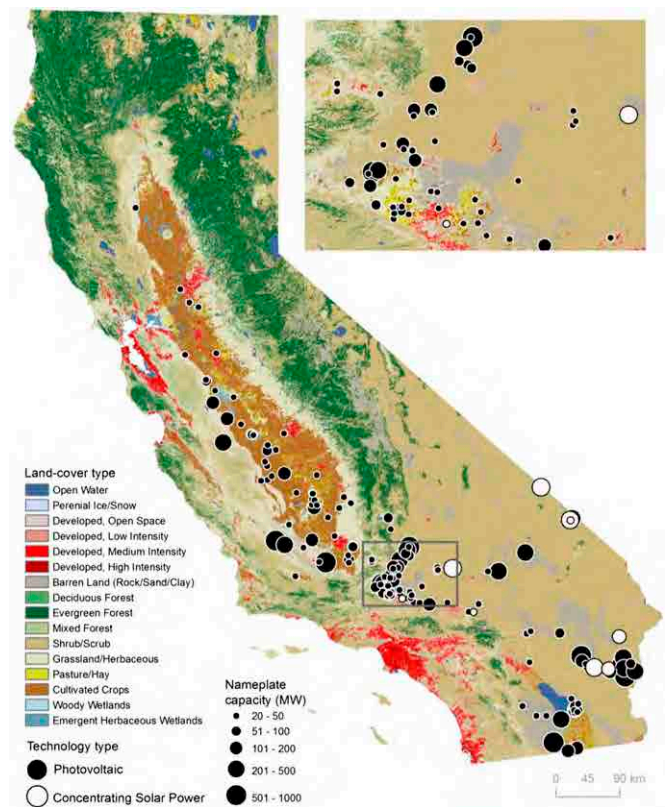 Land-cover type
Open Water
Perenial Ice/Snow
Developed, Open Space
Developed, Low Intensity
Developed, Medium Intensity
Developed, High Intensity
Barren Land (Rock/Sand/Clay)
Deciduous Forest
Evergreen Forest
Mixed Forest
Shrub/Scrub
Grassland/Herbaceous
Pasture/Hay
Cultivated Crops
Woody Wetlands
Emergent Herbaceous Wetlands
Technology type
Photovoltaic
Concentrating Solar Power
Nameplate
capacity (MW)
20 - 50
51 - 100
101 - 200
201 - 500
501 - 1000
0 45 90 km